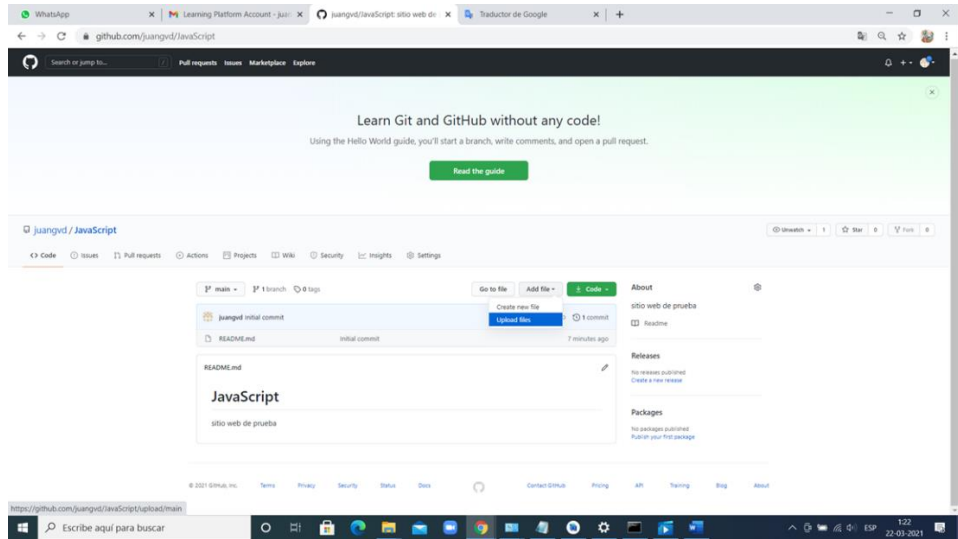 WhatsApp
Learning Platform Account - juan
juangvd/JavaScript: sitio web de
Traductor de Google
github.com/juangvd/JavaScript
Search or jump to...
/
Pull requests Issues Marketplace Explore
Learn Git and GitHub without any code!
Using the Hello World guide, you'll start a branch, write comments, and open a pull request.
Read the guide
juangvd / JavaScript
Unwatch 1
Star 0
Fork 0
Code Issues Pull requests Actions Projects Wiki Security Insights Settings
main 1 branch 0 tags
Go to file Add file Code
Create new file
Upload files
juangvd Initial commit
1 commit
README.md Initial commit 7 minutes ago
README.md
JavaScript
sitio web de prueba
About
sitio web de prueba
Readme
Releases
No releases published
Create a new release
Packages
No packages published
Publish your first package
© 2021 GitHub, Inc. Terms Privacy Security Status Docs Contact GitHub Pricing API Training Blog About
https://github.com/juangvd/JavaScript/upload/main
Escribe aquí para buscar
ESP
1:22
22-03-2021